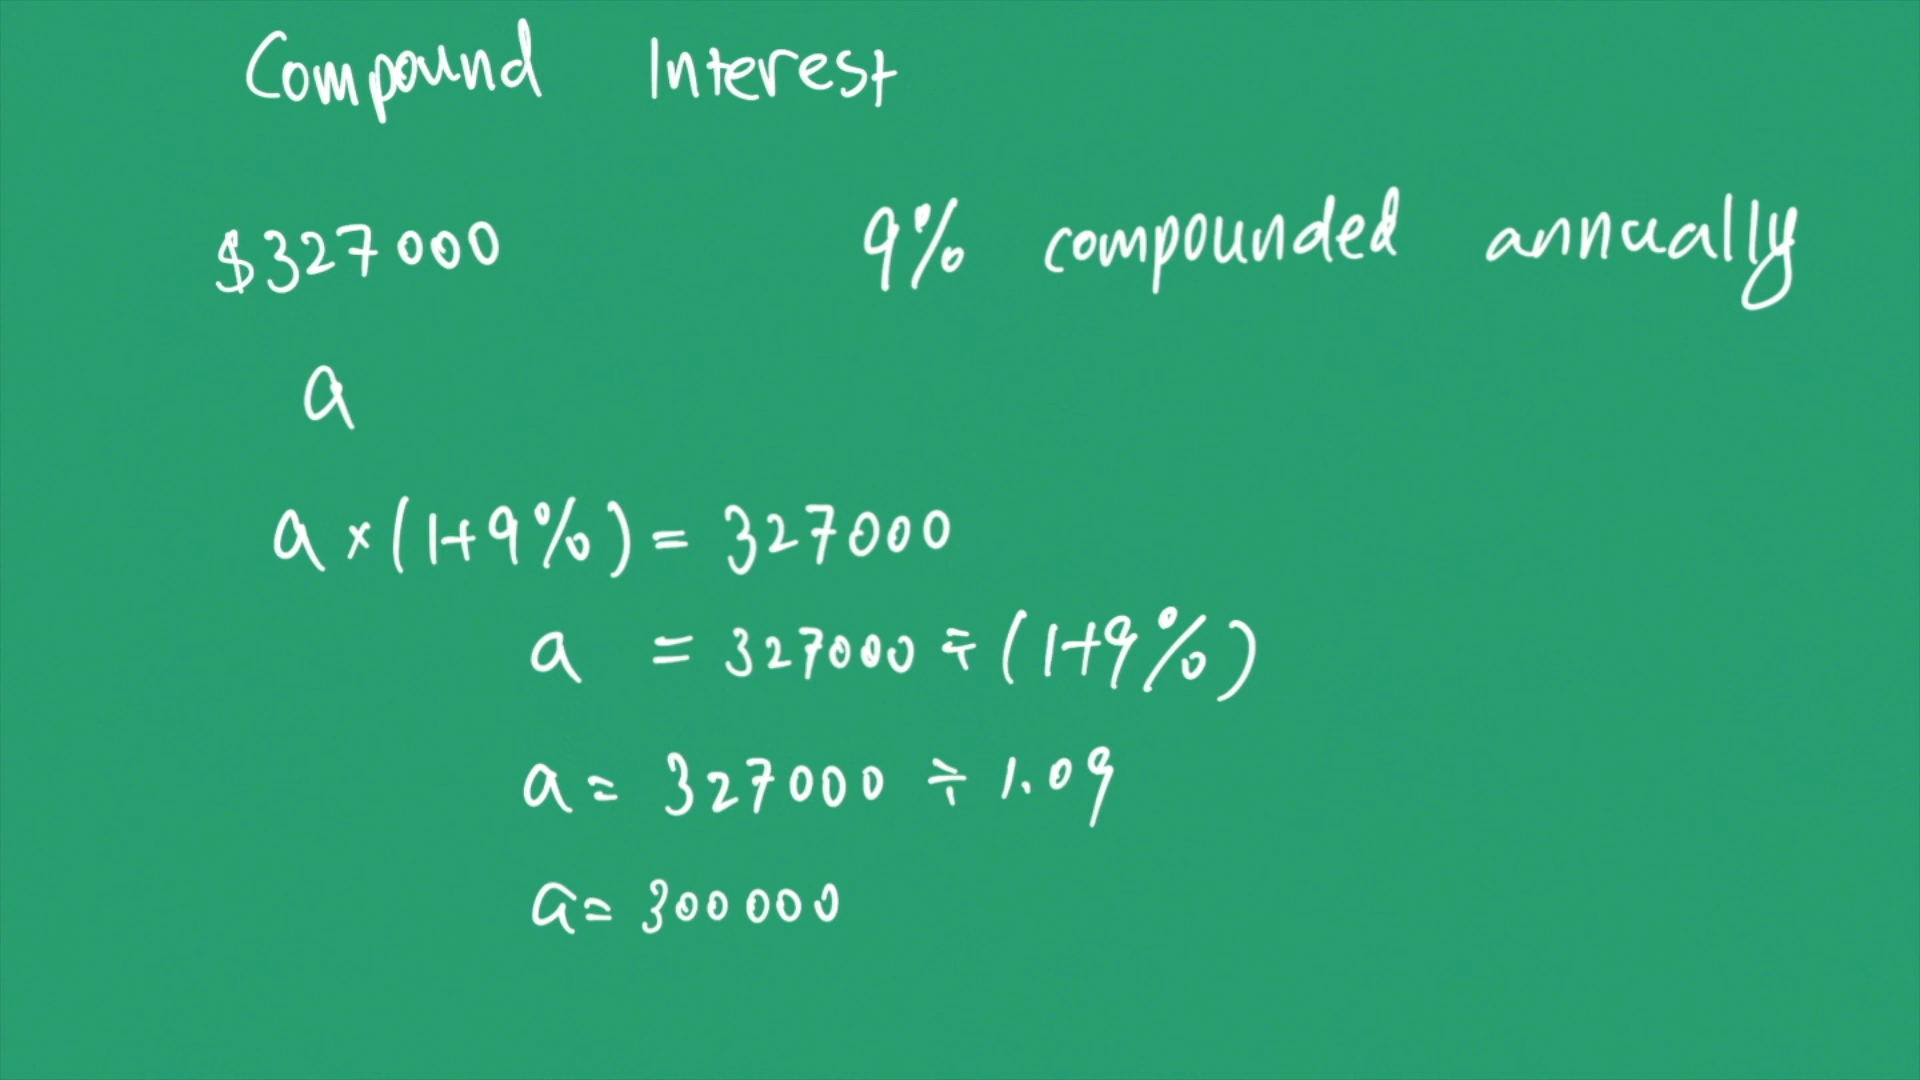 Compound Interest
$327000 9% compounded annually
a
a×(1+9%)= 327000
a = 327000 ÷ (1+9%)
a= 327000 ÷ 1.09
a= 300000